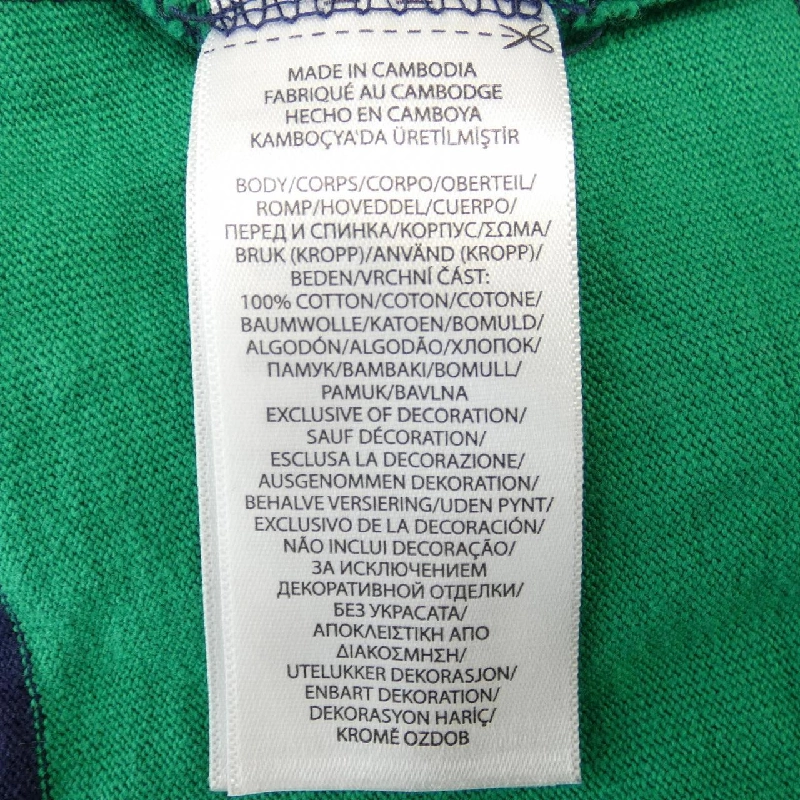 MADE IN CAMBODIA
FABRIQUÉ AU CAMBODGE
HECHO EN CAMBOYA
KAMBOÇYA'DA ÜRETİLMİŞTİR
BODY/CORPS/CORPO/OBERTEIL/
ROMP/HOVEDDEL/CUERPO/
ПЕРЕД И СПИНКА/КОРПУС/ΣΩΜΑ/
BRUK (KROPP)/ANVÄND (KROPP)/
BEDEN/VRCHNÍ ČÁST:
100% COTTON/COTON/COTONE/
BAUMWOLLE/KATOEN/BOMULD/
ALGODÓN/ALGODÃO/ХЛОПОК/
ПАМУК/ΒΑΜΒΑΚΙ/BOMULL/
PAMUK/BAVLNA
EXCLUSIVE OF DECORATION/
SAUF DÉCORATION/
ESCLUSA LA DECORAZIONE/
AUSGENOMMEN DEKORATION/
BEHALVE VERSIERING/UDEN PYNT/
EXCLUSIVO DE LA DECORACIÓN/
NÃO INCLUI DECORAÇÃO/
ЗА ИСКЛЮЧЕНИЕМ
ДЕКОРАТИВНОЙ ОТДЕЛКИ/
БЕЗ УКРАСАТА/
ΑΠΟΚΛΕΙΣΤΙΚΗ ΑΠΟ
ΔΙΑΚΟΣΜΗΣΗ/
UTELUKKER DEKORASJON/
ENBART DEKORATION/
DEKORASYON HARİÇ/
KROMĚ OZDOB